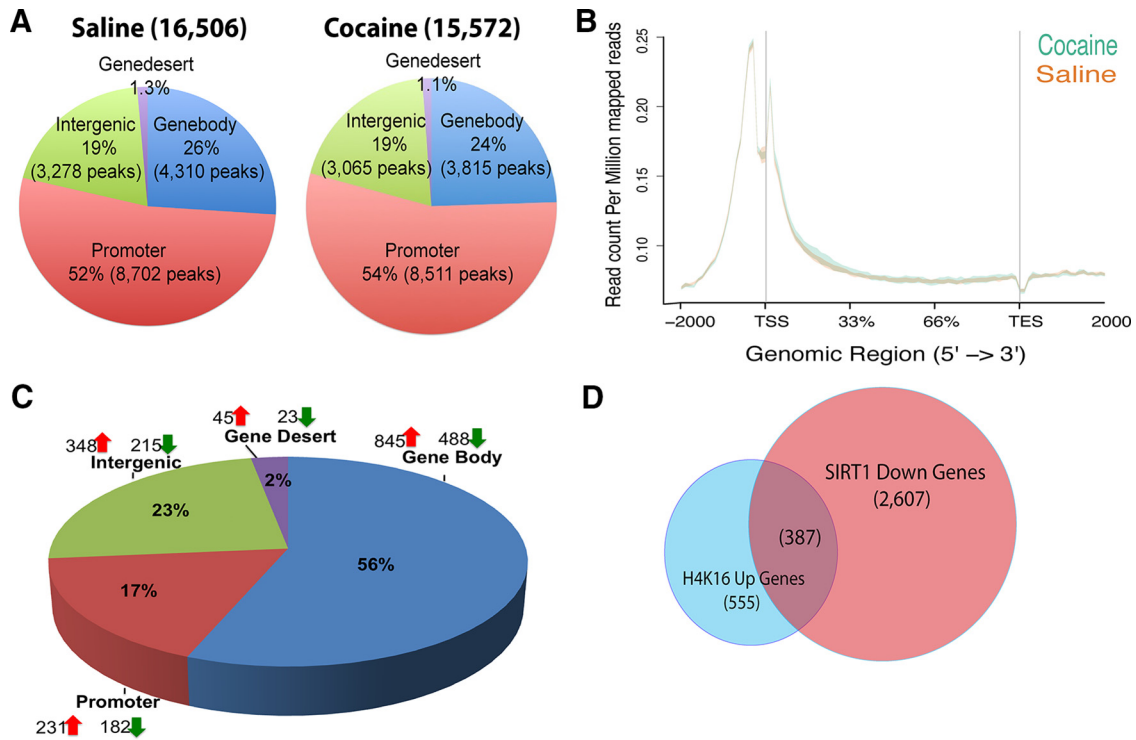 A
Saline (16,506)
Genedesert
1.3%
Intergenic
19%
(3,278 peaks)
Genebody
26%
(4,310 peaks)
Promoter
52% (8,702 peaks)
Cocaine (15,572)
Genedesert
1.1%
Intergenic
19%
(3,065 peaks)
Genebody
24%
(3,815 peaks)
Promoter
54% (8,511 peaks)
B
Read count Per Million mapped reads
0.25
0.20
0.15
0.10
Cocaine
Saline
−2000 TSS 33% 66% TES 2000
Genomic Region (5' −> 3')
C
45 23
Gene Desert
2%
348 215
Intergenic
23%
845 488
Gene Body
56%
17%
Promoter
231 182
D
SIRT1 Down Genes
(2,607)
(387)
H4K16 Up Genes
(555)